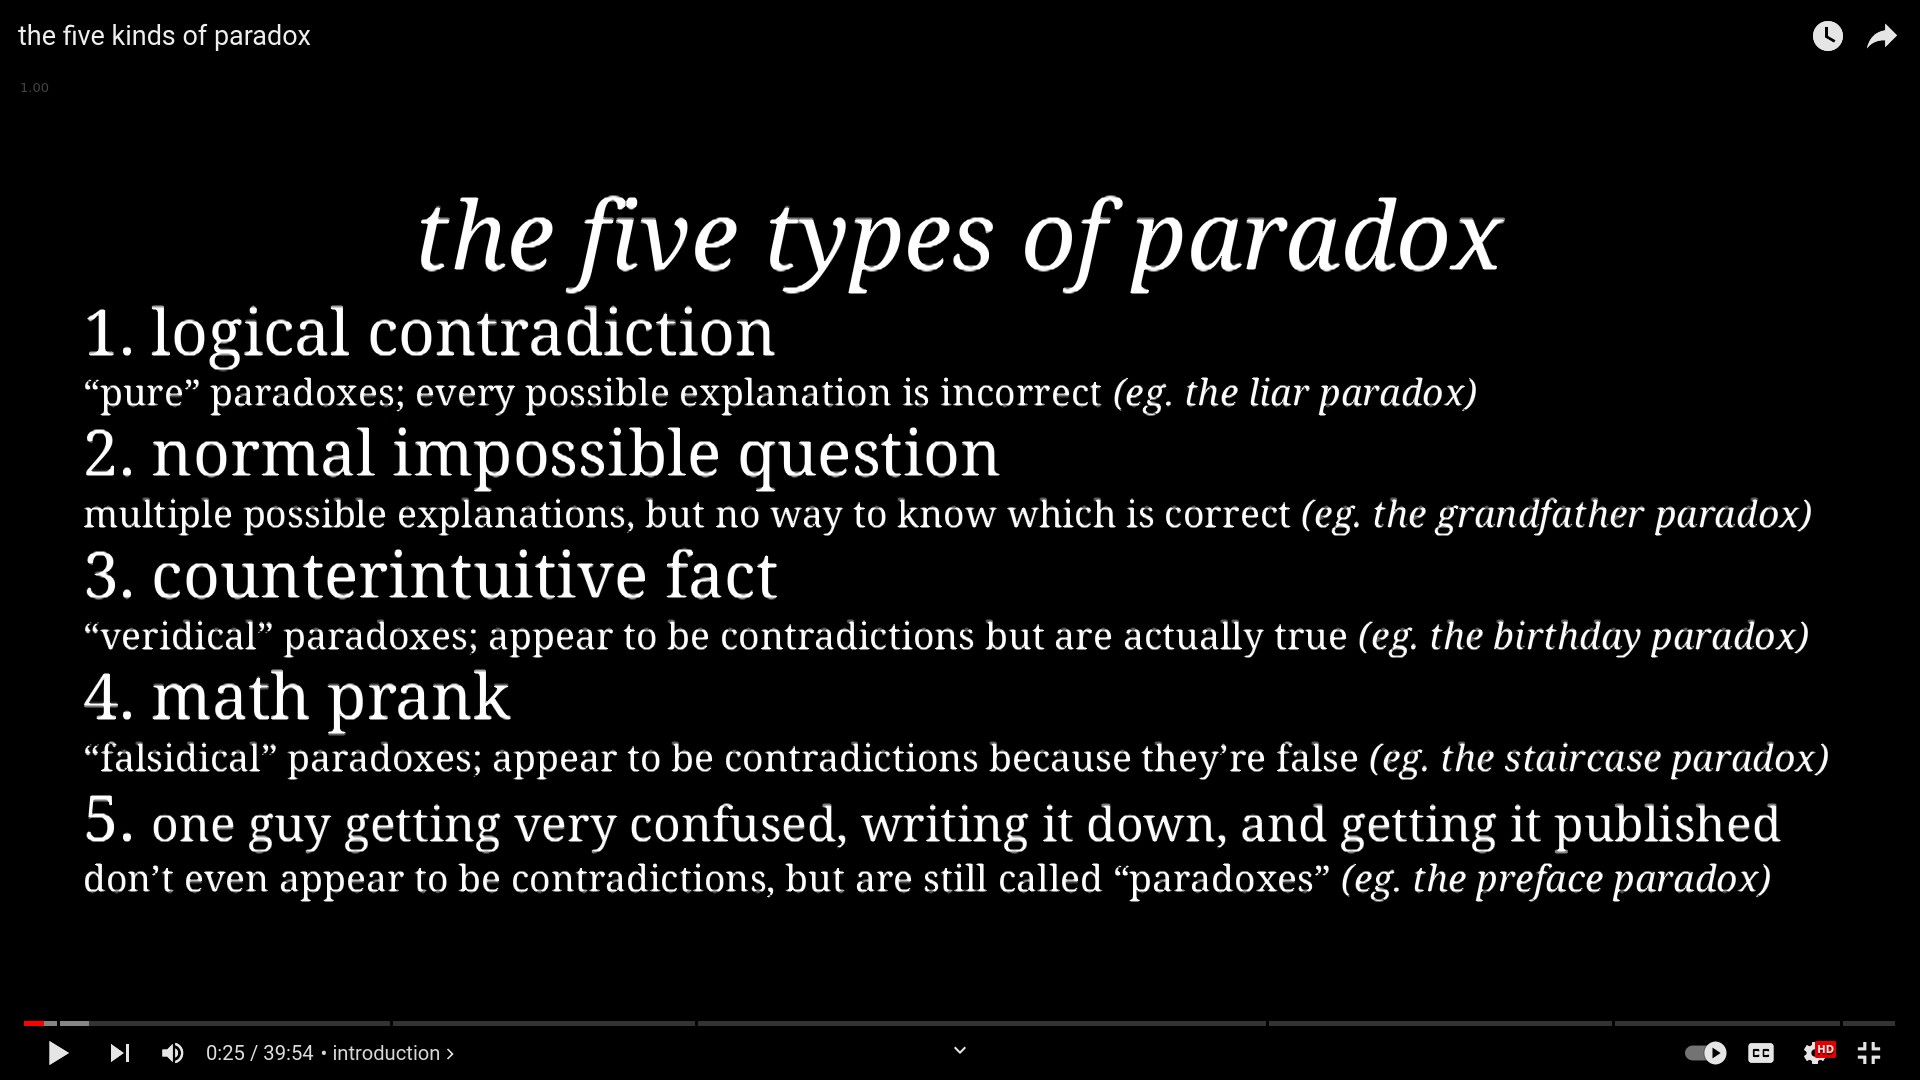 the five kinds of paradox
1.00
the five types of paradox
1. logical contradiction
“pure” paradoxes; every possible explanation is incorrect (eg. the liar paradox)
2. normal impossible question
multiple possible explanations, but no way to know which is correct (eg. the grandfather paradox)
3. counterintuitive fact
“veridical” paradoxes; appear to be contradictions but are actually true (eg. the birthday paradox)
4. math prank
“falsidical” paradoxes; appear to be contradictions because they’re false (eg. the staircase paradox)
5. one guy getting very confused, writing it down, and getting it published
don’t even appear to be contradictions, but are still called “paradoxes” (eg. the preface paradox)
0:25 / 39:54 • introduction ›
CC
HD